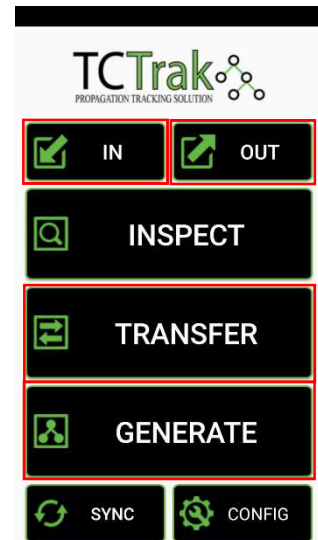 TCTrak
PROPAGATION TRACKING SOLUTION
IN
OUT
INSPECT
TRANSFER
GENERATE
SYNC
CONFIG